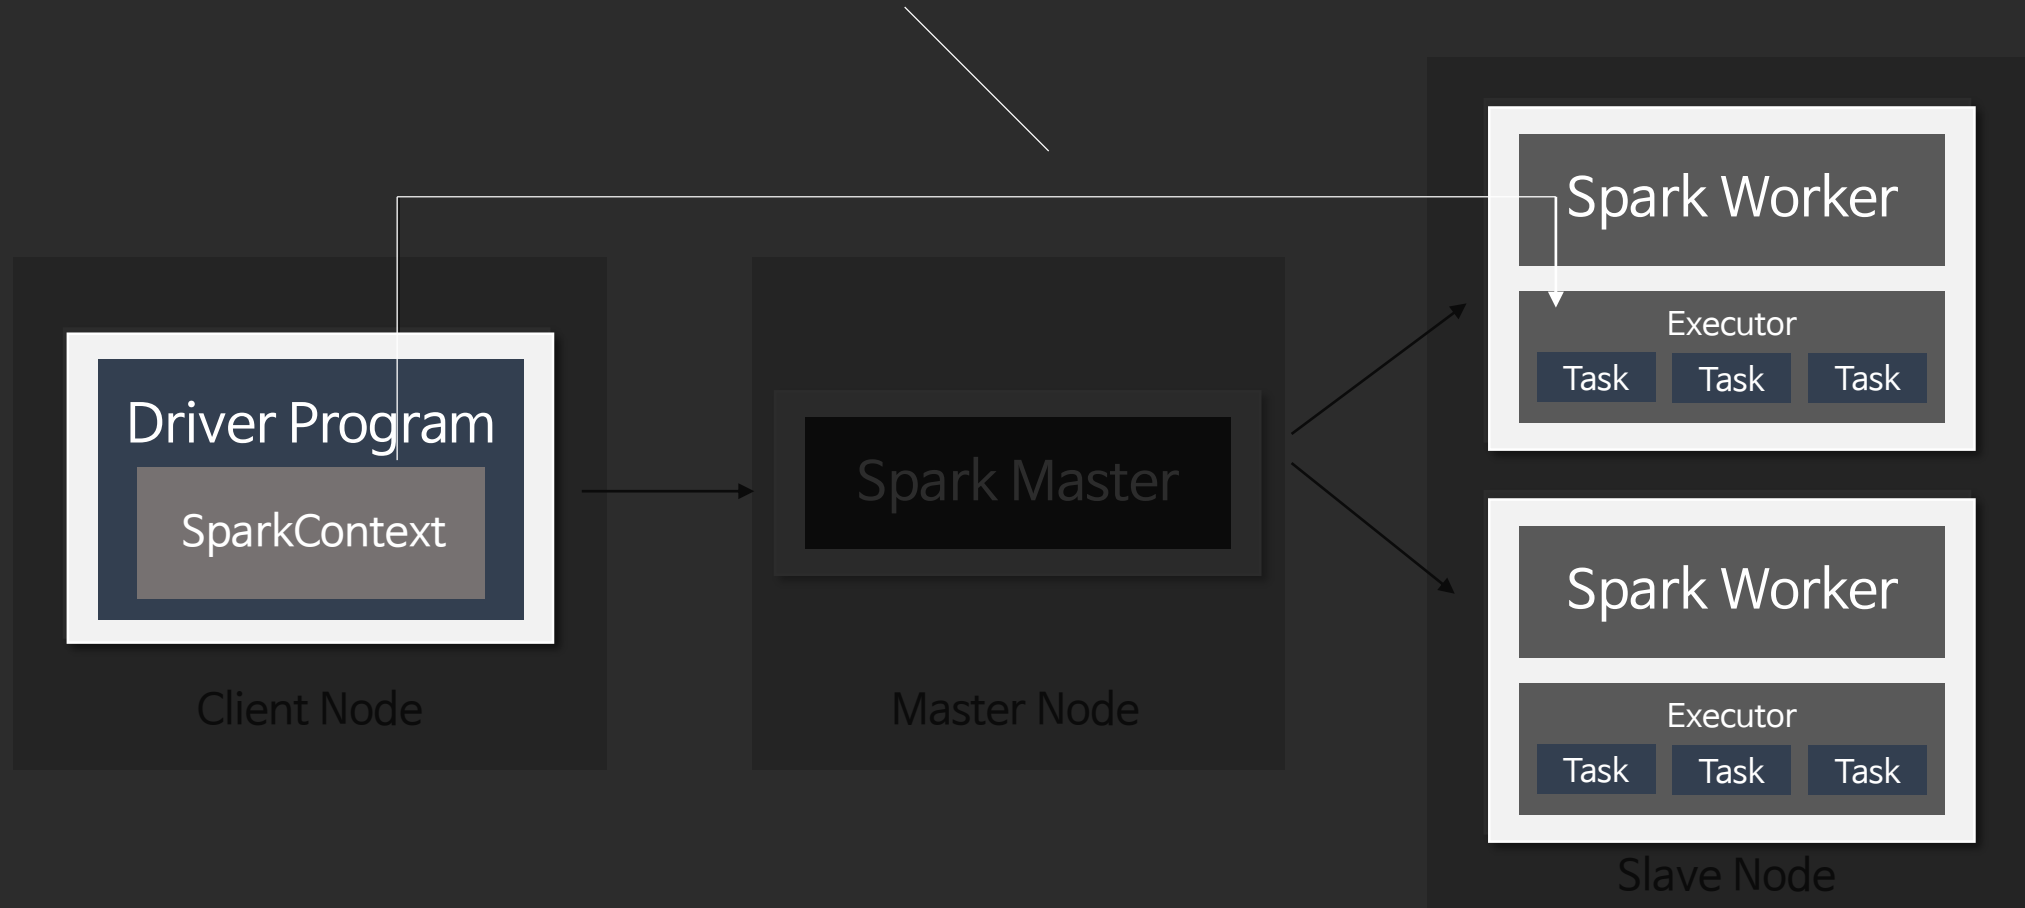 Driver Program
SparkContext
Client Node
Spark Master
Master Node
Spark Worker
Executor
Task Task Task
Spark Worker
Executor
Task Task Task
Slave Node